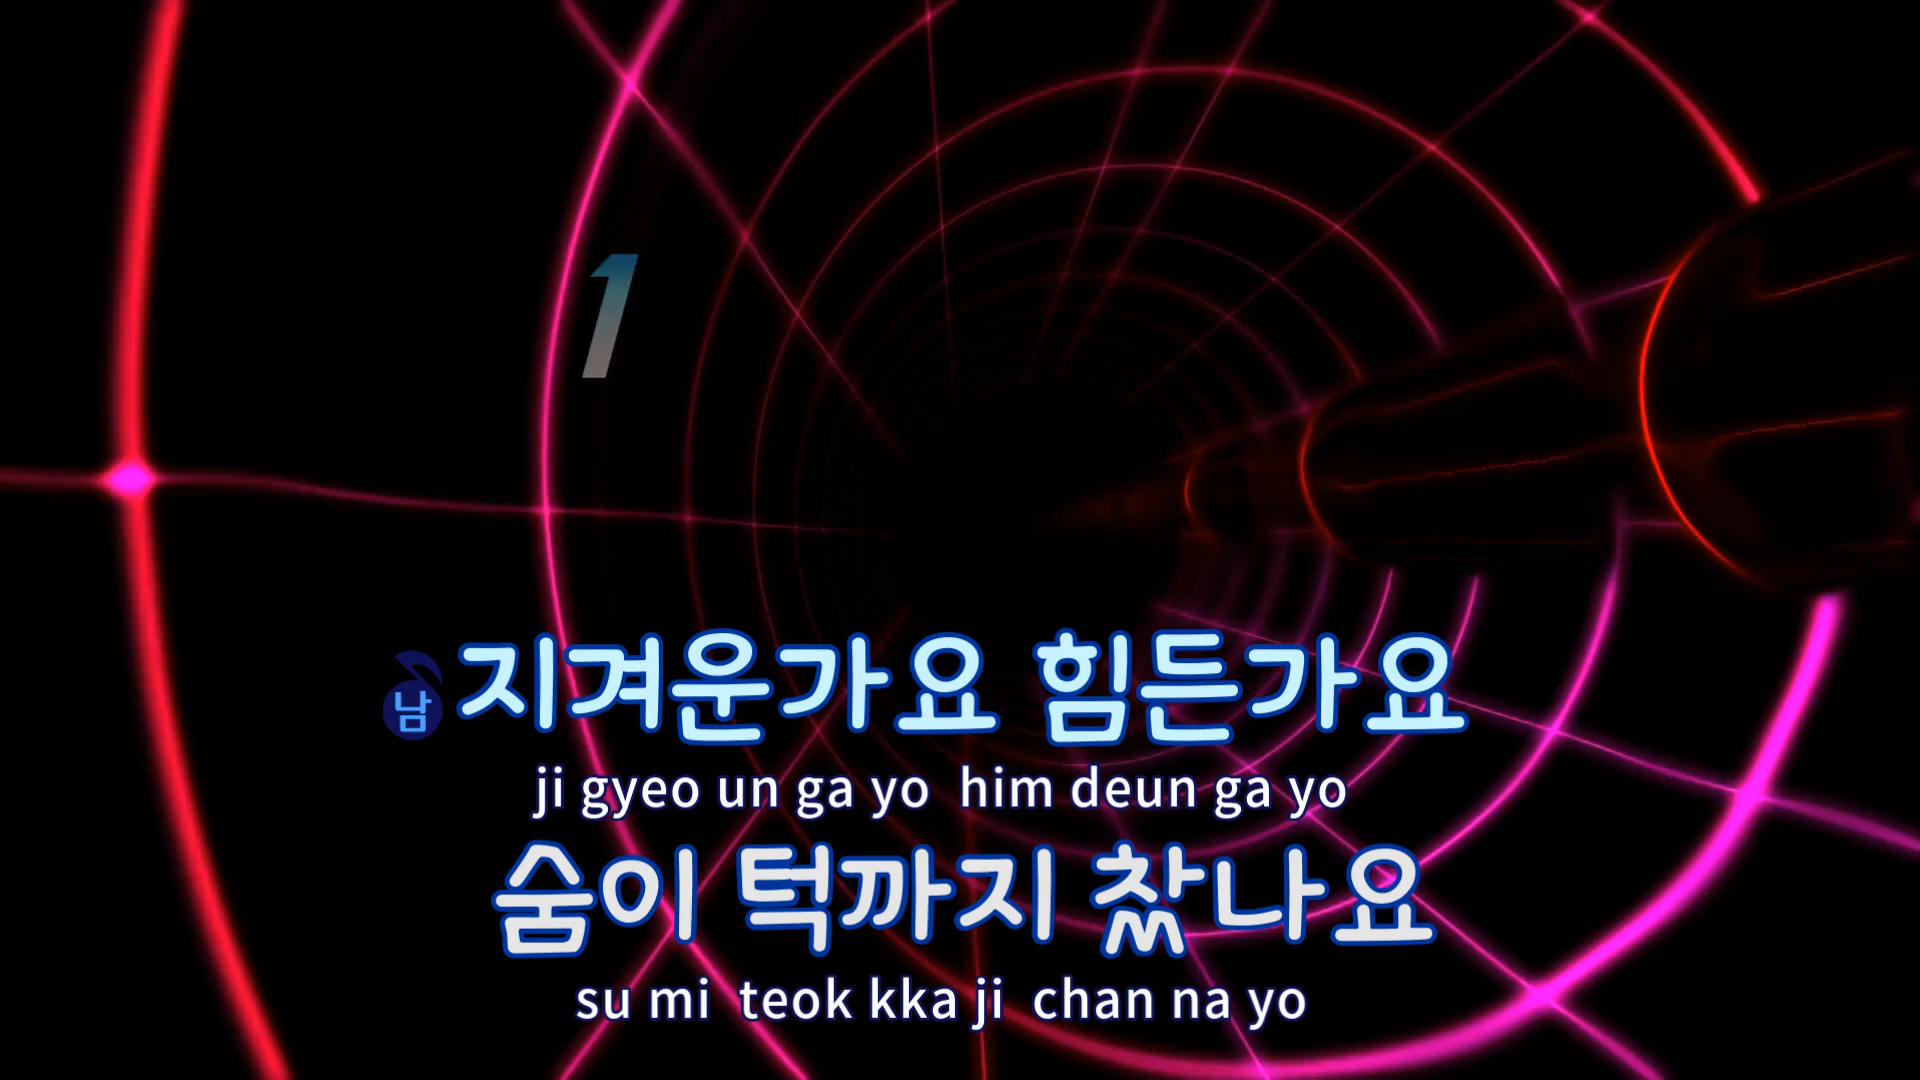 1
남 지겨운가요 힘든가요
ji gyeo un ga yo him deun ga yo
숨이 턱까지 찼나요
su mi teok kka ji chan na yo